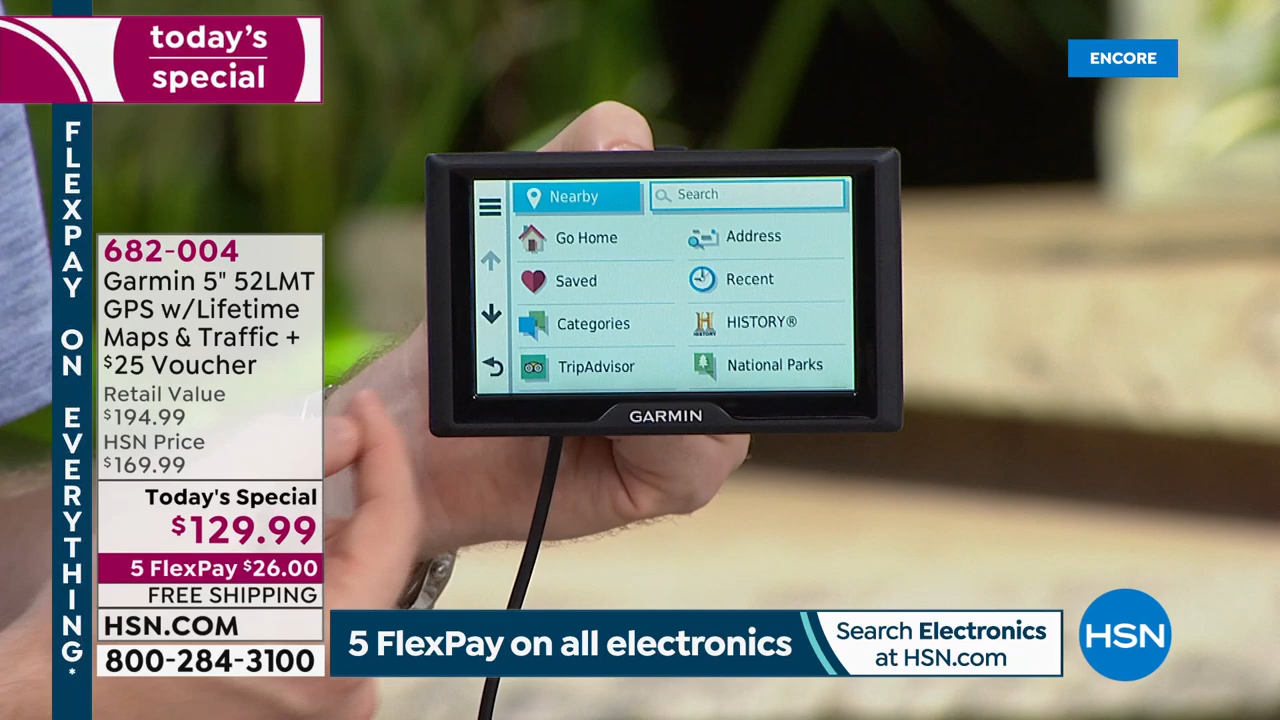 today's
special
ENCORE
FLEXPAY ON EVERYTHING*
682-004
Garmin 5" 52LMT
GPS w/Lifetime
Maps & Traffic +
$25 Voucher
Retail Value
$194.99
HSN Price
$169.99
Today's Special
$129.99
5 FlexPay $26.00
FREE SHIPPING
HSN.COM
800-284-3100
Nearby
Search
Go Home
Address
Saved
Recent
Categories
HISTORY
HISTORY®
TripAdvisor
National Parks
GARMIN
5 FlexPay on all electronics
Search Electronics
at HSN.com
HSN